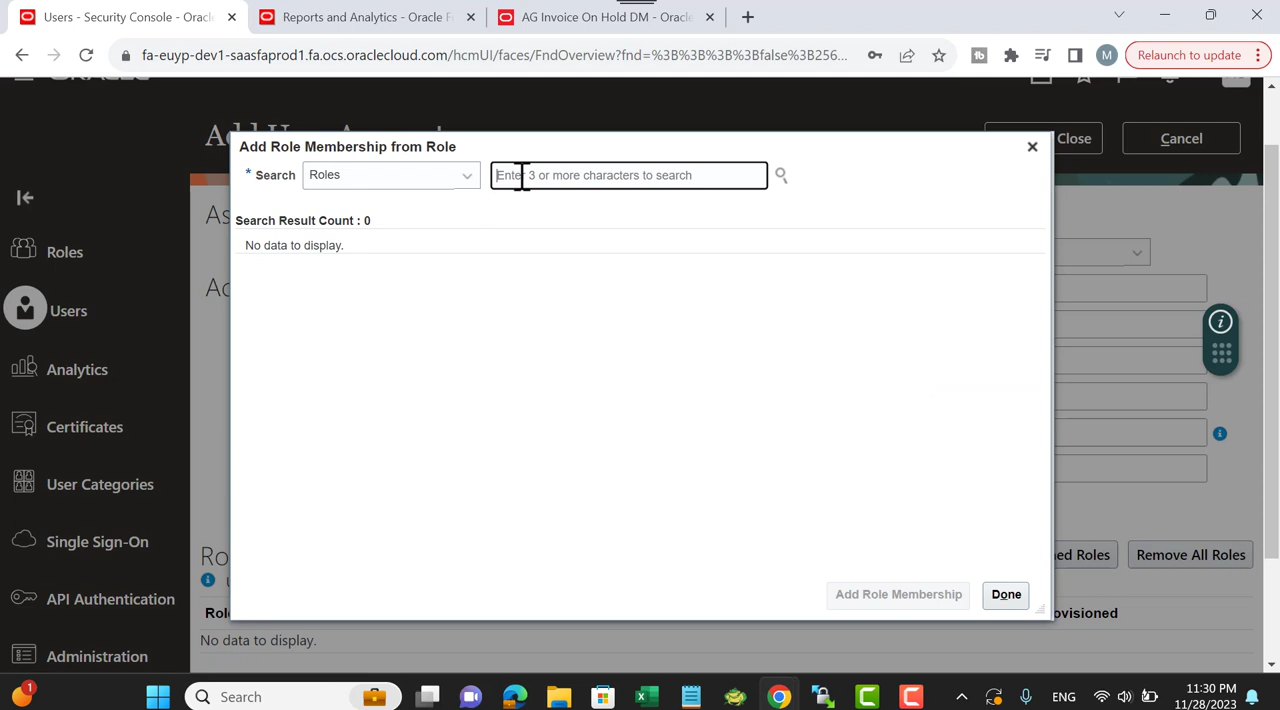 Users - Security Console - Oracl
Reports and Analytics - Oracle F
AG Invoice On Hold DM - Oracle
fa-euyp-dev1-saasfaprod1.fa.ocs.oraclecloud.com/hcmUI/faces/FndOverview?fnd=%3B%3B%3B%3Bfalse%3B256...
M
Relaunch to update
Close
Cancel
Add Role Membership from Role
* Search
Roles
Enter 3 or more characters to search
Search Result Count : 0
No data to display.
Roles
Users
Analytics
Certificates
User Categories
Single Sign-On
API Authentication
Administration
Add Role Membership
Done
ed Roles
Remove All Roles
Role
ovisioned
No data to display.
1
Search
ENG
11:30 PM
11/28/2023